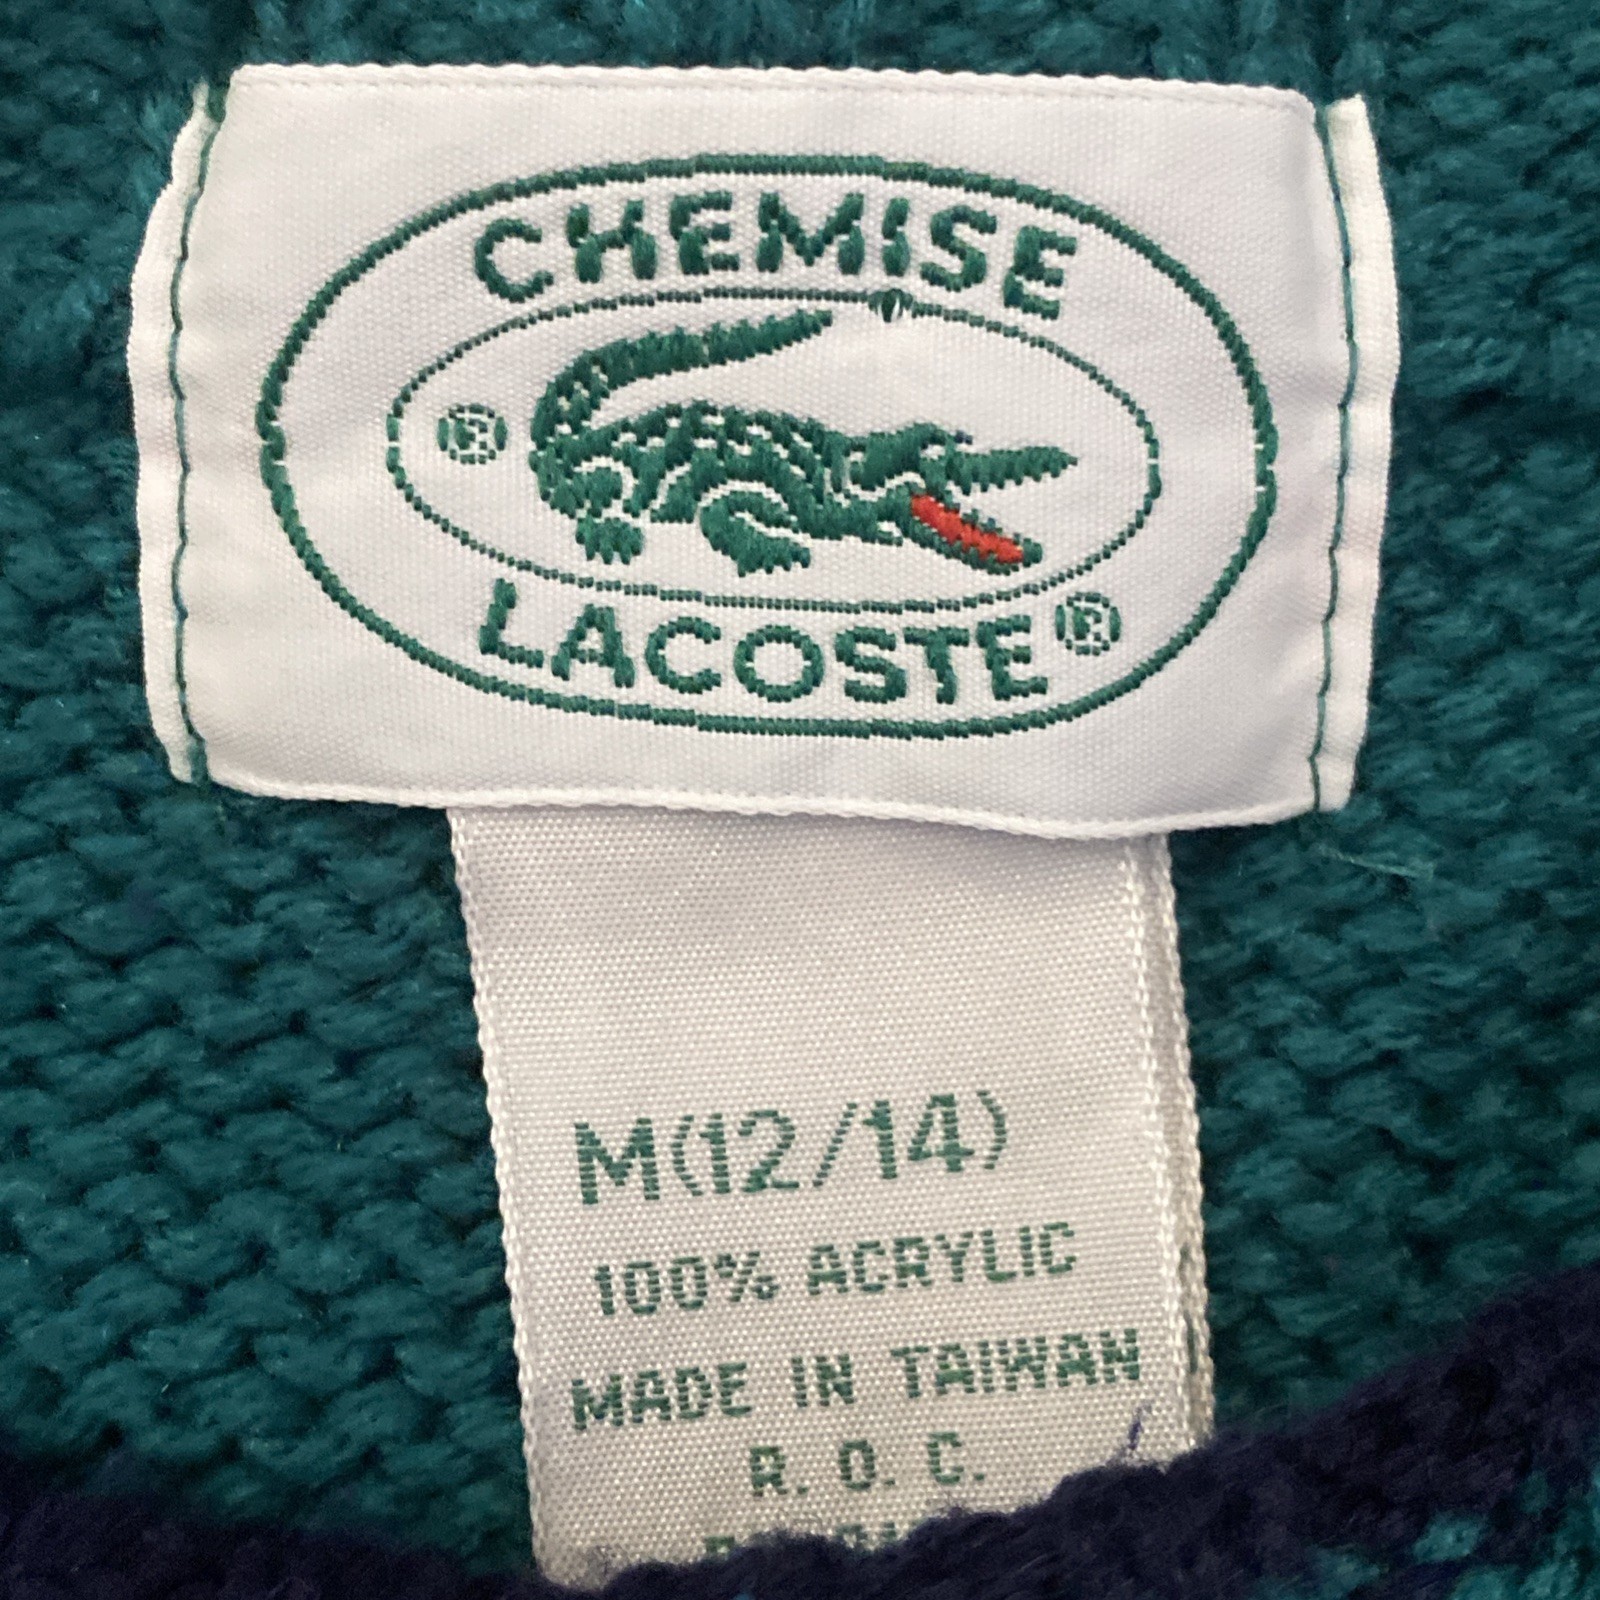 CHEMISE
®
LACOSTE®
M(12/14)
100% ACRYLIC
MADE IN TAIWAN
R. O. C.